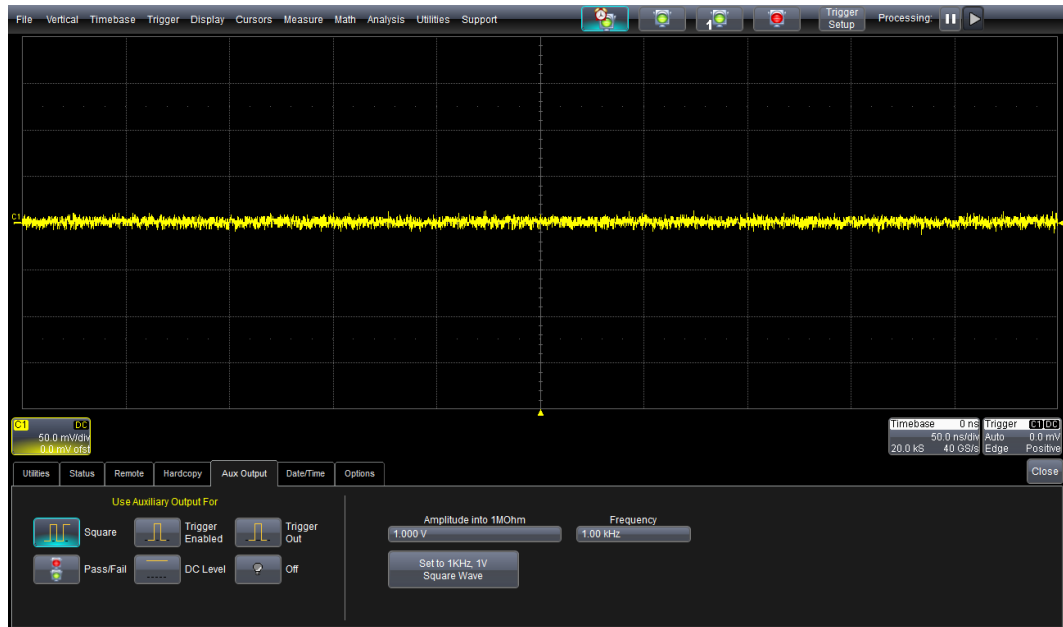 File Vertical Timebase Trigger Display Cursors Measure Math Analysis Utilities Support
1
Trigger
Setup
Processing:
C1
C1 DC
50.0 mV/div
0.0 mV ofst
Timebase 0 ns
50.0 ns/div
20.0 kS 40 GS/s
Trigger C1 DC
Auto 0.0 mV
Edge Positive
Utilities Status Remote Hardcopy Aux Output Date/Time Options
Close
Use Auxiliary Output For
Square
Trigger
Enabled
Trigger
Out
Pass/Fail
DC Level
Off
Amplitude into 1MOhm
1.000 V
Frequency
1.00 kHz
Set to 1KHz, 1V
Square Wave